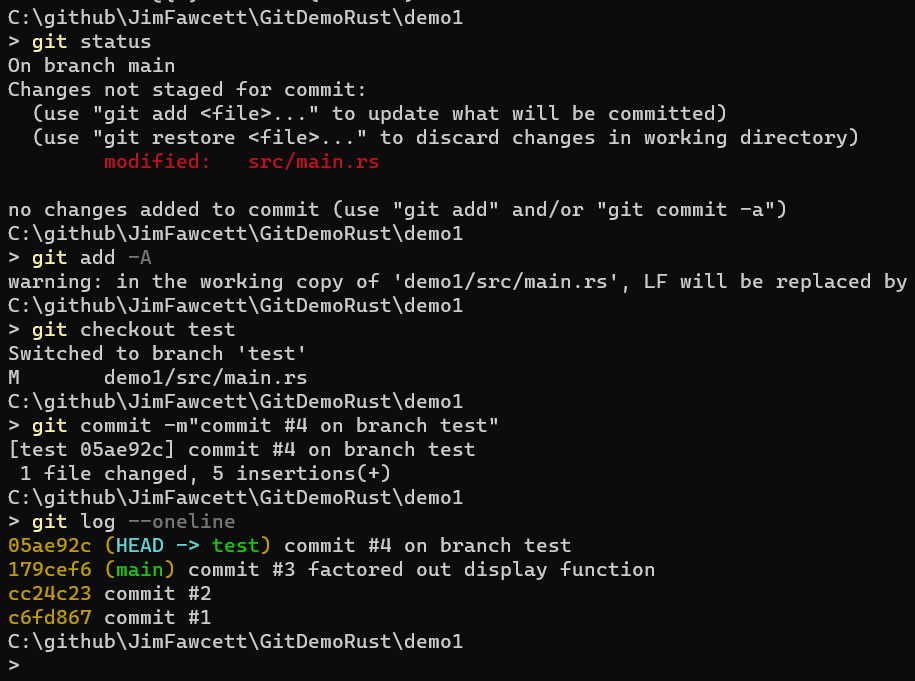 C:\github\JimFawcett\GitDemoRust\demo1
> git status
On branch main
Changes not staged for commit:
  (use "git add <file>..." to update what will be committed)
  (use "git restore <file>..." to discard changes in working directory)
        modified:   src/main.rs

no changes added to commit (use "git add" and/or "git commit -a")
C:\github\JimFawcett\GitDemoRust\demo1
> git add -A
warning: in the working copy of 'demo1/src/main.rs', LF will be replaced by
C:\github\JimFawcett\GitDemoRust\demo1
> git checkout test
Switched to branch 'test'
M       demo1/src/main.rs
C:\github\JimFawcett\GitDemoRust\demo1
> git commit -m"commit #4 on branch test"
[test 05ae92c] commit #4 on branch test
 1 file changed, 5 insertions(+)
C:\github\JimFawcett\GitDemoRust\demo1
> git log --oneline
05ae92c (HEAD -> test) commit #4 on branch test
179cef6 (main) commit #3 factored out display function
cc24c23 commit #2
c6fd867 commit #1
C:\github\JimFawcett\GitDemoRust\demo1
>